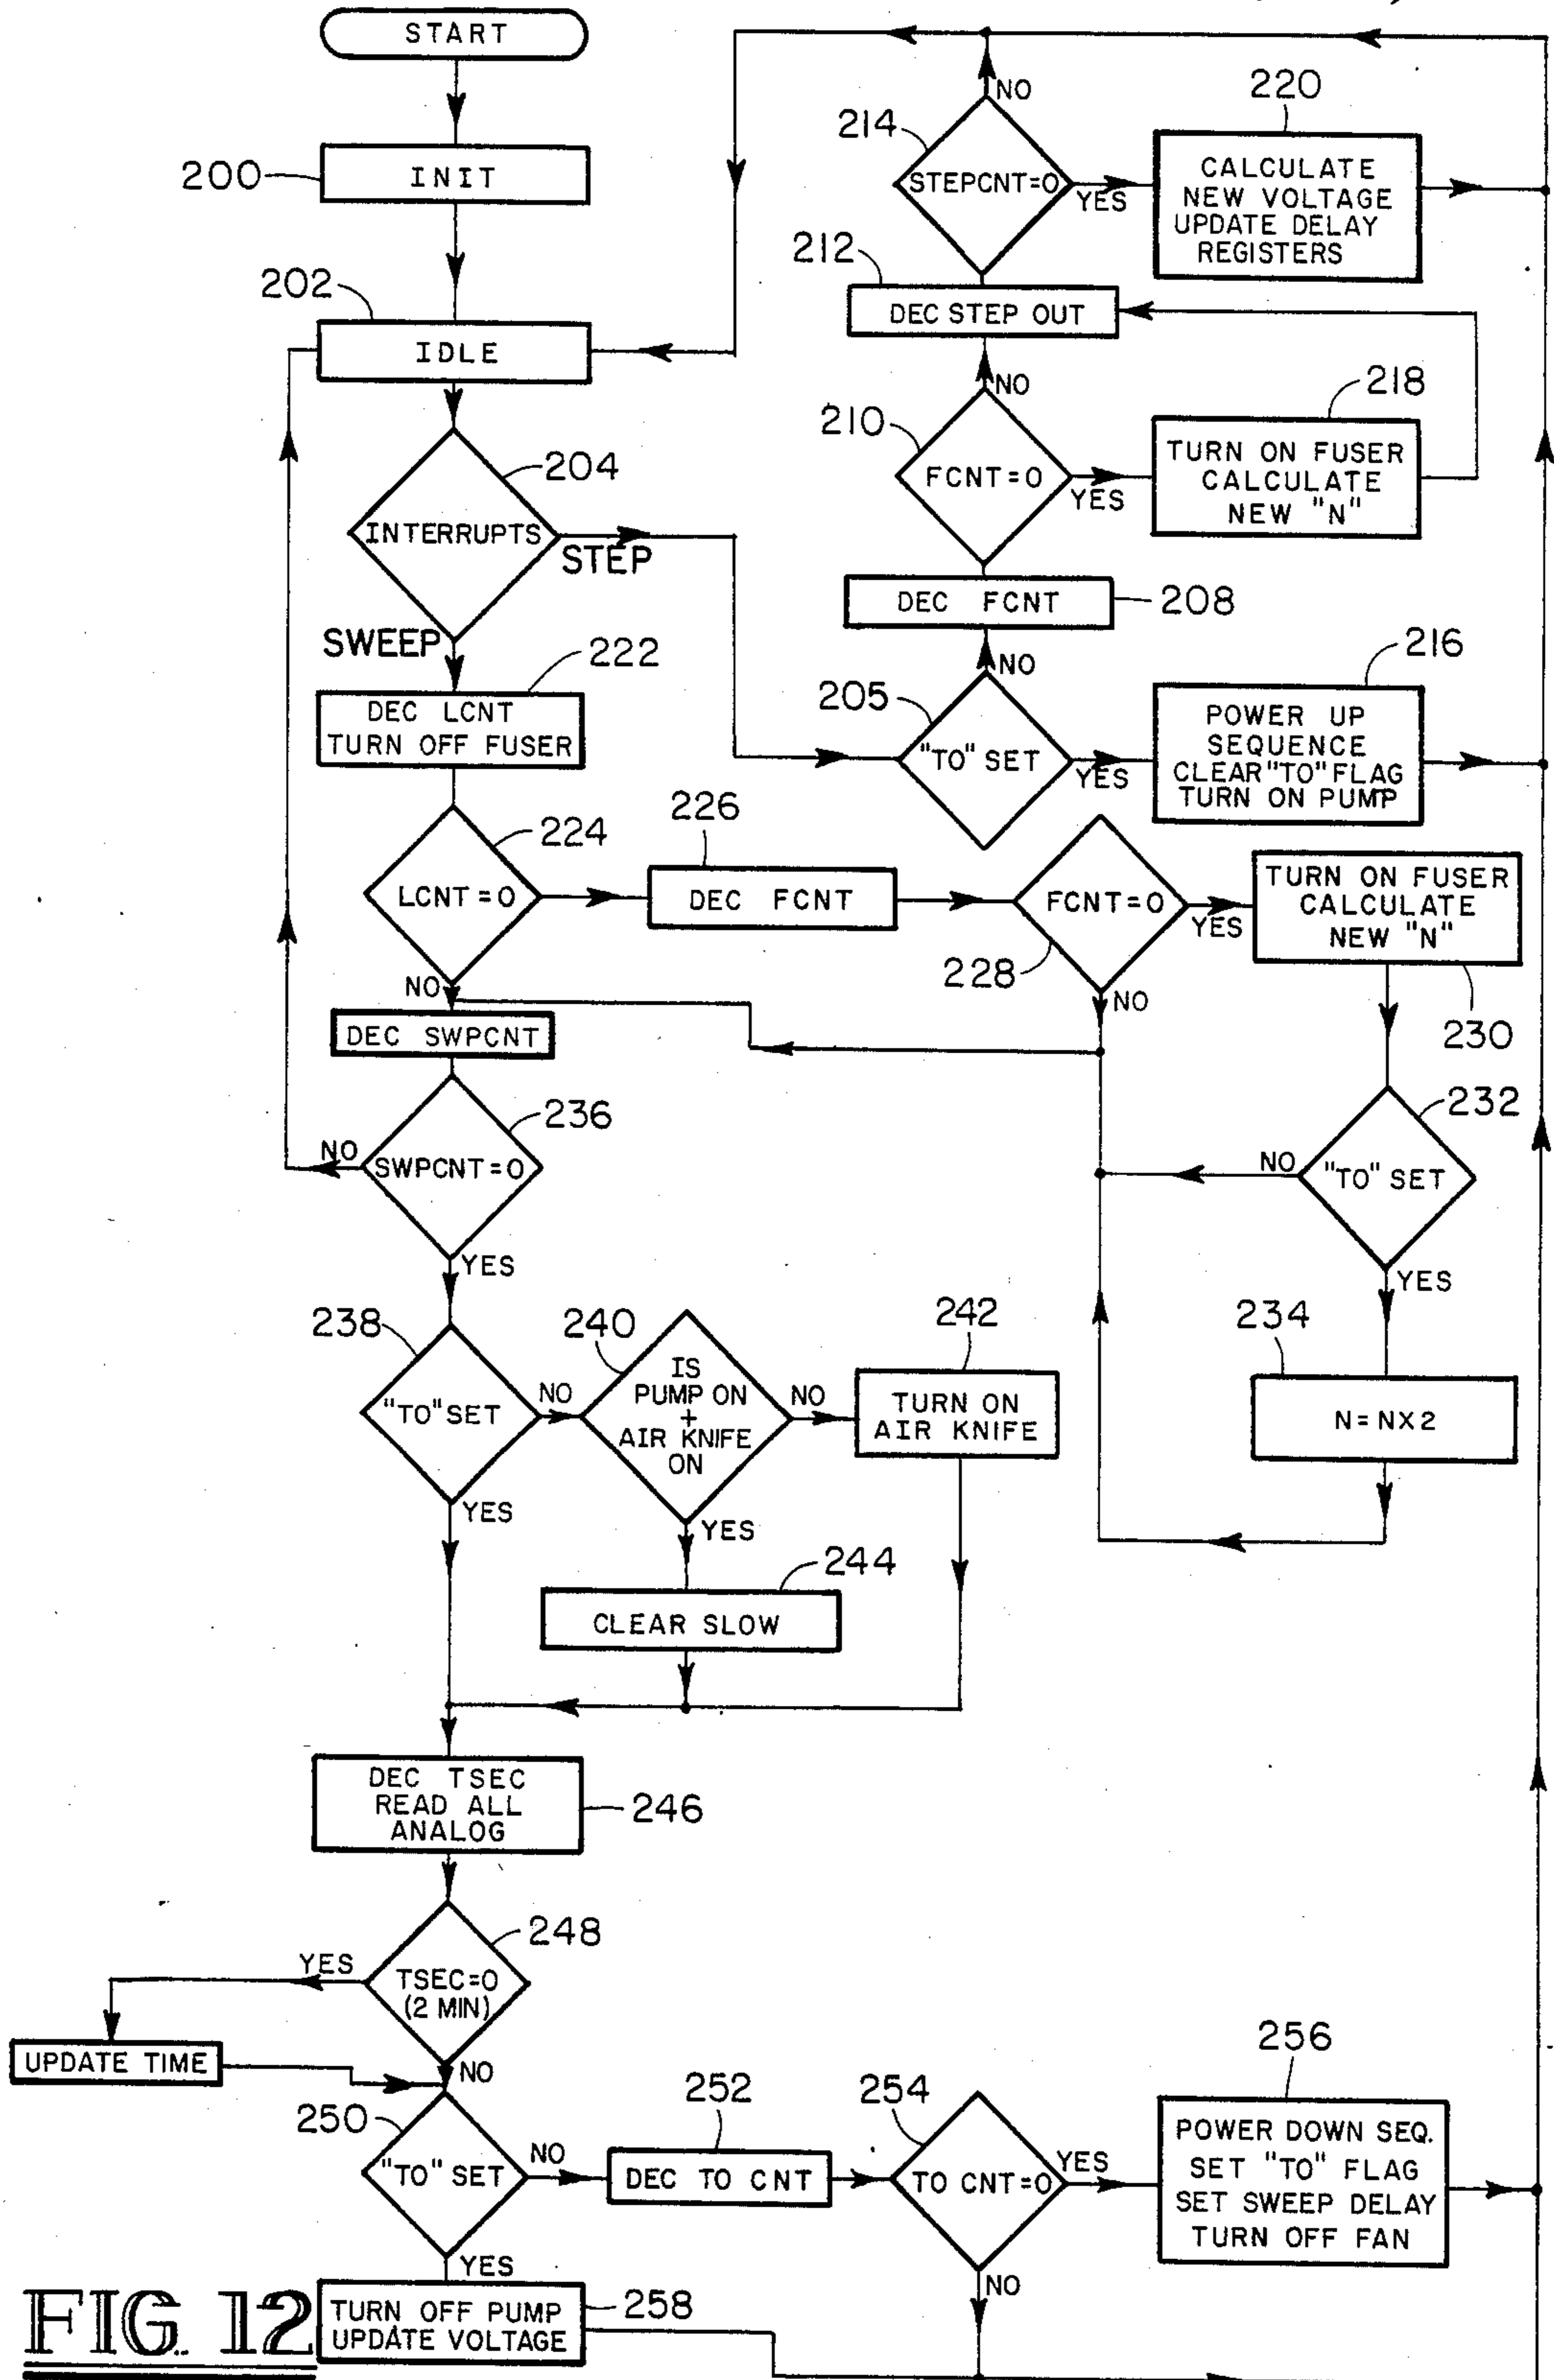 START
200
INIT
202
IDLE
204
INTERRUPTS
STEP
SWEEP
222
DEC LCNT
TURN OFF FUSER
224
LCNT=0
NO
DEC SWPCNT
236
SWPCNT=0
NO
YES
238
"TO" SET
NO
YES
240
IS
PUMP ON
+
AIR KNIFE
ON
NO
YES
242
TURN ON
AIR KNIFE
244
CLEAR SLOW
DEC TSEC
READ ALL
ANALOG
246
248
TSEC=0
(2 MIN)
YES
NO
UPDATE TIME
250
"TO" SET
NO
YES
252
DEC TO CNT
254
TO CNT=0
YES
NO
256
POWER DOWN SEQ.
SET "TO" FLAG
SET SWEEP DELAY
TURN OFF FAN
TURN OFF PUMP
UPDATE VOLTAGE
258
214
NO
STEPCNT=0
YES
220
CALCULATE
NEW VOLTAGE
UPDATE DELAY
REGISTERS
212
DEC STEP OUT
NO
210
FCNT=0
YES
218
TURN ON FUSER
CALCULATE
NEW "N"
DEC FCNT
208
NO
205
"TO" SET
YES
216
POWER UP
SEQUENCE
CLEAR "TO" FLAG
TURN ON PUMP
226
DEC FCNT
FCNT=0
228
YES
NO
TURN ON FUSER
CALCULATE
NEW "N"
230
232
"TO" SET
NO
YES
234
N=NX2
FIG. 12